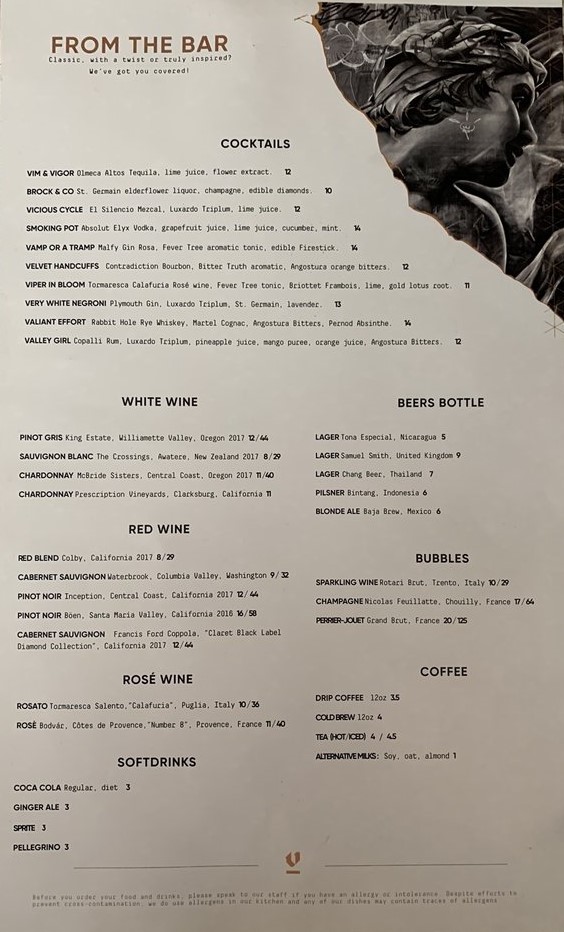 FROM THE BAR
Classic, with a twist or truly inspired?
We've got you covered!
COCKTAILS
VIM & VIGOR Olmeca Altos Tequila, lime juice, flower extract. 12
BROCK & CO St. Germain elderflower liquor, champagne, edible diamonds. 10
VICIOUS CYCLE El Silencio Mezcal, Luxardo Triplum, lime juice. 12
SMOKING POT Absolut Elyx Vodka, grapefruit juice, lime juice, cucumber, mint. 14
VAMP OR A TRAMP Malfy Gin Rosa, Fever Tree aromatic tonic, edible Firestick. 14
VELVET HANDCUFFS Contradiction Bourbon, Bitter Truth aromatic, Angostura orange bitters. 12
VIPER IN BLOOM Tormaresca Calafuria Rosé wine, Fever Tree tonic, Briottet Frambois, lime, gold lotus root. 11
VERY WHITE NEGRONI Plymouth Gin, Luxardo Triplum, St. Germain, lavender. 13
VALIANT EFFORT Rabbit Hole Rye Whiskey, Martel Cognac, Angostura Bitters, Pernod Absinthe. 14
VALLEY GIRL Copalli Rum, Luxardo Triplum, pineapple juice, mango puree, orange juice, Angostura Bitters. 12
WHITE WINE
PINOT GRIS King Estate, Williamette Valley, Oregon 2017 12/44
SAUVIGNON BLANC The Crossings, Awatere, New Zealand 2017 8/29
CHARDONNAY McBride Sisters, Central Coast, Oregon 2017 11/40
CHARDONNAY Prescription Vineyards, Clarksburg, California 11
RED WINE
RED BLEND Colby, California 2017 8/29
CABERNET SAUVIGNON Waterbrook, Columbia Valley, Washington 9/32
PINOT NOIR Inception, Central Coast, California 2017 12/44
PINOT NOIR Böen, Santa Maria Valley, California 2016 16/58
CABERNET SAUVIGNON Francis Ford Coppola, "Claret Black Label
Diamond Collection", California 2017 12/44
ROSÉ WINE
ROSATO Tormaresca Salento,"Calafuria", Puglia, Italy 10/36
ROSÉ Bodvár, Côtes de Provence,"Number 8", Provence, France 11/40
SOFTDRINKS
COCA COLA Regular, diet 3
GINGER ALE 3
SPRITE 3
PELLEGRINO 3
BEERS BOTTLE
LAGER Tona Especial, Nicaragua 5
LAGER Samuel Smith, United Kingdom 9
LAGER Chang Beer, Thailand 7
PILSNER Bintang, Indonesia 6
BLONDE ALE Baja Brew, Mexico 6
BUBBLES
SPARKLING WINE Rotari Brut, Trento, Italy 10/29
CHAMPAGNE Nicolas Feuillatte, Chouilly, France 17/64
PERRIER-JOUET Grand Brut, France 20/125
COFFEE
DRIP COFFEE 12oz 3.5
COLD BREW 12oz 4
TEA (HOT/ICED) 4 / 4.5
ALTERNATIVE MILKS: Soy, oat, almond 1
Before you order your food and drinks, please speak to our staff if you have an allergy or intolerance. Despite efforts to
prevent cross-contamination, we do use allergens in our kitchen and any of our dishes may contain traces of allergens